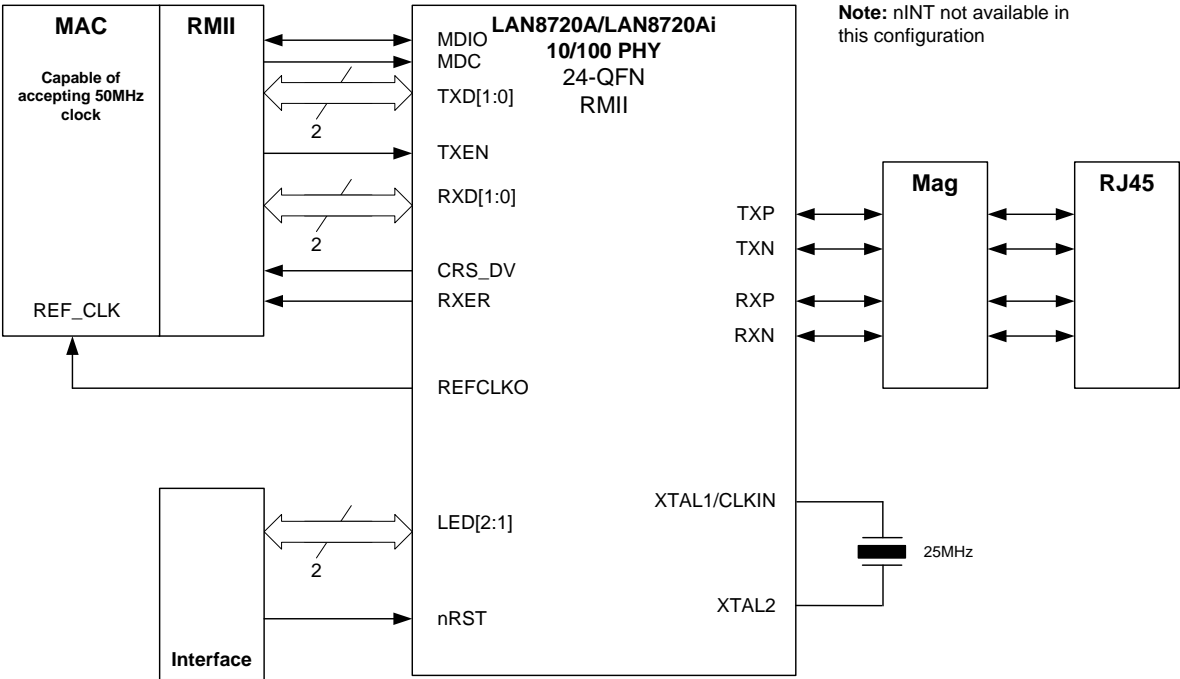 MAC
Capable of
accepting 50MHz
clock
REF_CLK
RMII
LAN8720A/LAN8720Ai
10/100 PHY
24-QFN
RMII
MDIO
MDC
TXD[1:0]
2
TXEN
RXD[1:0]
2
CRS_DV
RXER
REFCLKO
LED[2:1]
2
nRST
Interface
TXP
TXN
RXP
RXN
XTAL1/CLKIN
XTAL2
25MHz
Mag
RJ45
Note: nINT not available in
this configuration